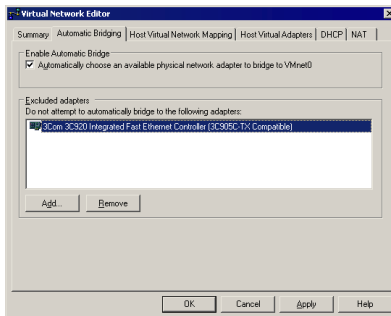 Virtual Network Editor
Summary Automatic Bridging Host Virtual Network Mapping Host Virtual Adapters DHCP NAT
Enable Automatic Bridge
Automatically choose an available physical network adapter to bridge to VMnet0
Excluded adapters
Do not attempt to automatically bridge to the following adapters:
3Com 3C920 Integrated Fast Ethernet Controller (3C905C-TX Compatible)
Add... Remove
OK Cancel Apply Help